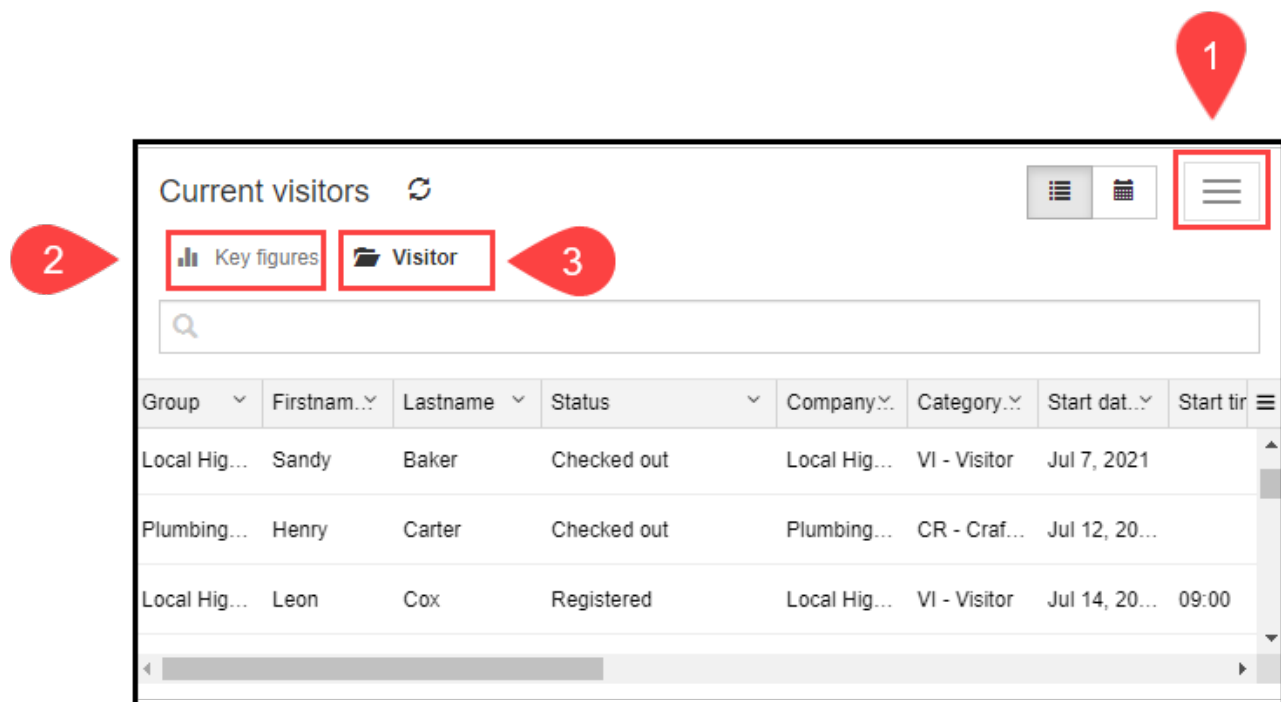 1
Current visitors
2 Key figures Visitor 3
Group Firstnam... Lastname Status Company... Category... Start dat... Start tir
Local Hig... Sandy Baker Checked out Local Hig... VI - Visitor Jul 7, 2021
Plumbing... Henry Carter Checked out Plumbing... CR - Craf... Jul 12, 20...
Local Hig... Leon Cox Registered Local Hig... VI - Visitor Jul 14, 20... 09:00